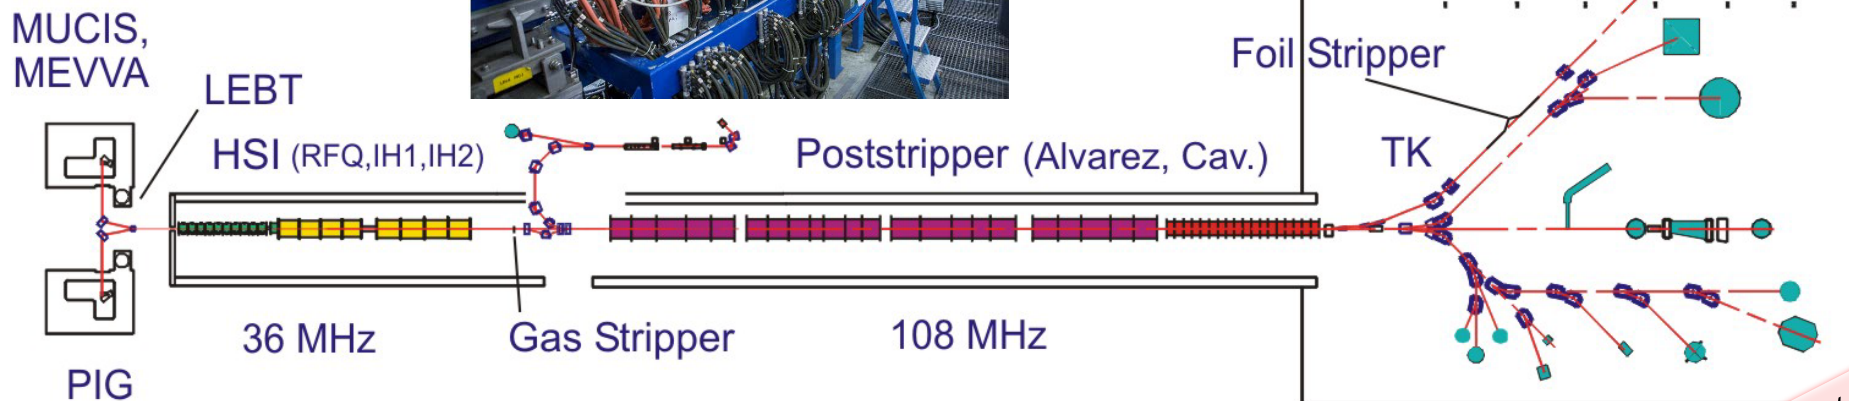 MUCIS,
MEVVA
LEBT
HSI (RFQ,IH1,IH2)
Poststripper (Alvarez, Cav.)
Foil Stripper
TK
36 MHz
Gas Stripper
108 MHz
PIG